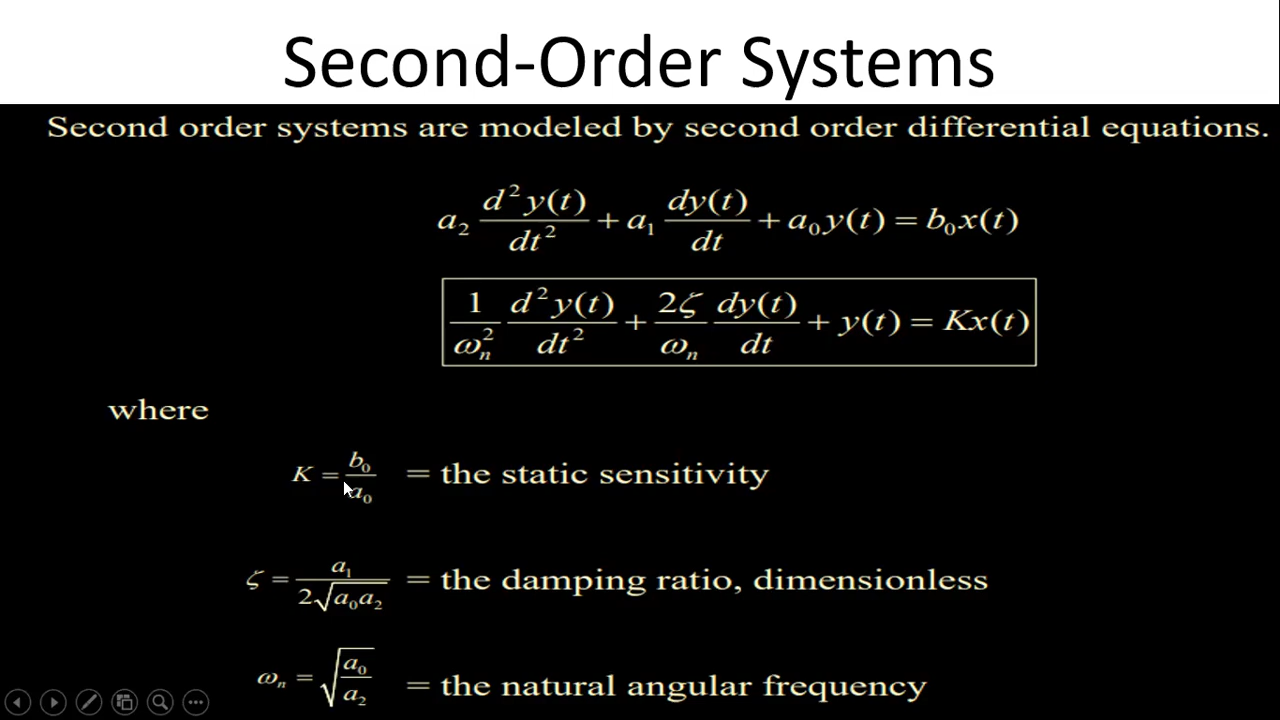 Second-Order Systems
Second order systems are modeled by second order differential equations.
a₂ d²y(t)/dt² + a₁ dy(t)/dt + a₀y(t) = b₀x(t)
1/ωₙ² d²y(t)/dt² + 2ζ/ωₙ dy(t)/dt + y(t) = Kx(t)
where
K = b₀/a₀ = the static sensitivity
ζ = a₁/2√a₀a₂ = the damping ratio, dimensionless
ωₙ = √a₀/a₂ = the natural angular frequency